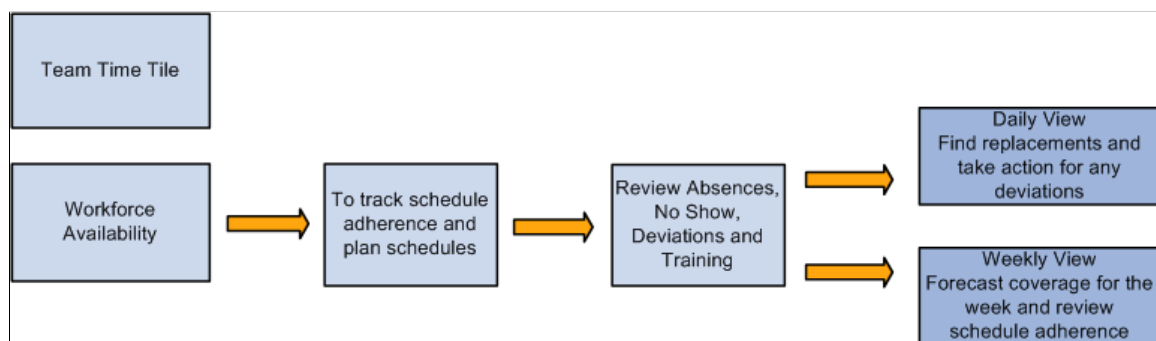 Team Time Tile
Workforce
Availability
To track schedule
adherence and
plan schedules
Review Absences,
No Show,
Deviations and
Training
Daily View
Find replacements and
take action for any
deviations
Weekly View
Forecast coverage for the
week and review
schedule adherence